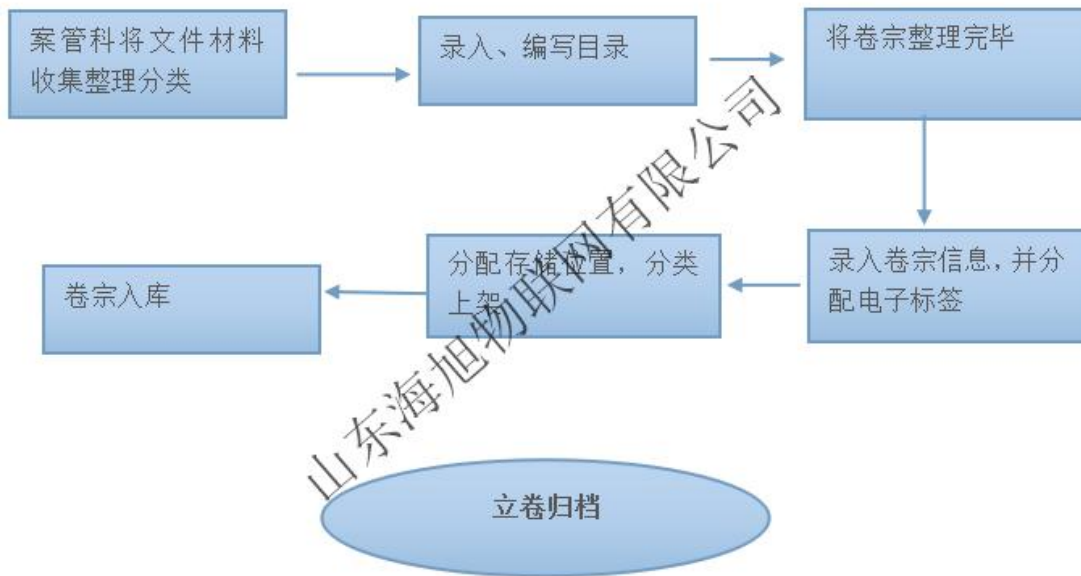 案管科将文件材料
收集整理分类
录入、编写目录
将卷宗整理完毕
录入卷宗信息，并分
配电子标签
分配存储位置，分类
上架
卷宗入库
山东海旭物联网有限公司
立卷归档